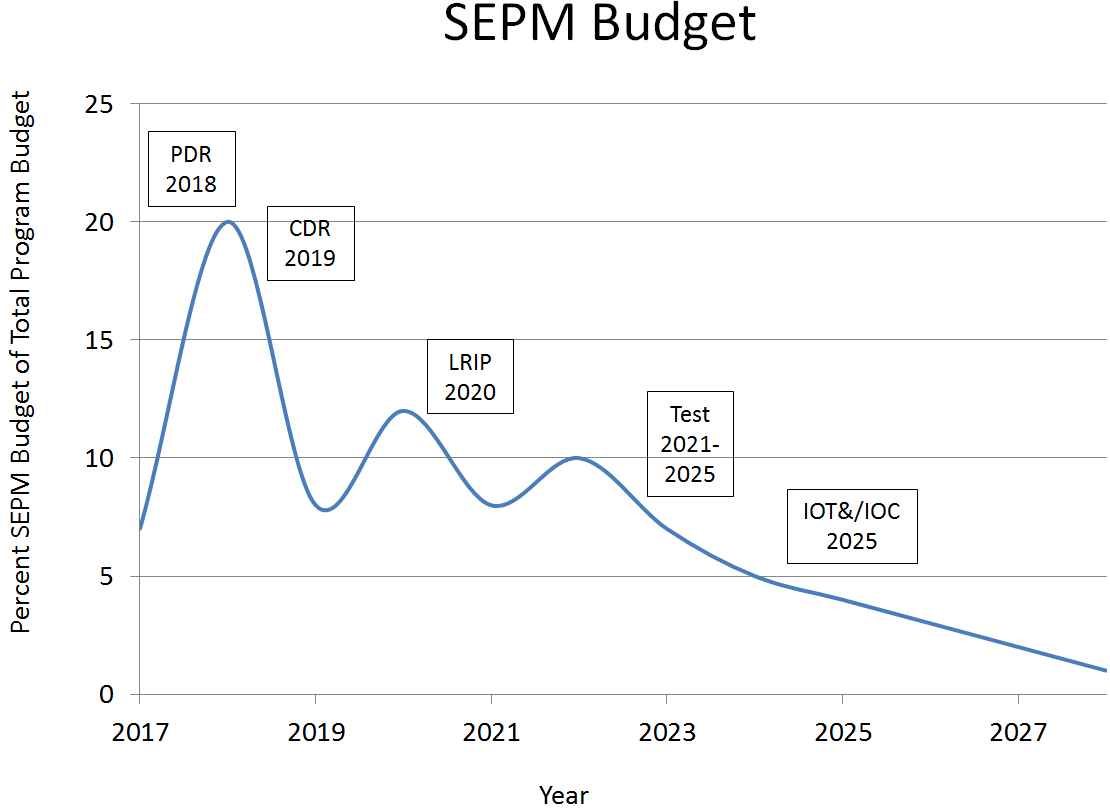 SEPM Budget
Percent SEPM Budget of Total Program Budget
25
20
15
10
5
0
PDR
2018
CDR
2019
LRIP
2020
Test
2021-
2025
IOT&/IOC
2025
2017
2019
2021
2023
2025
2027
Year